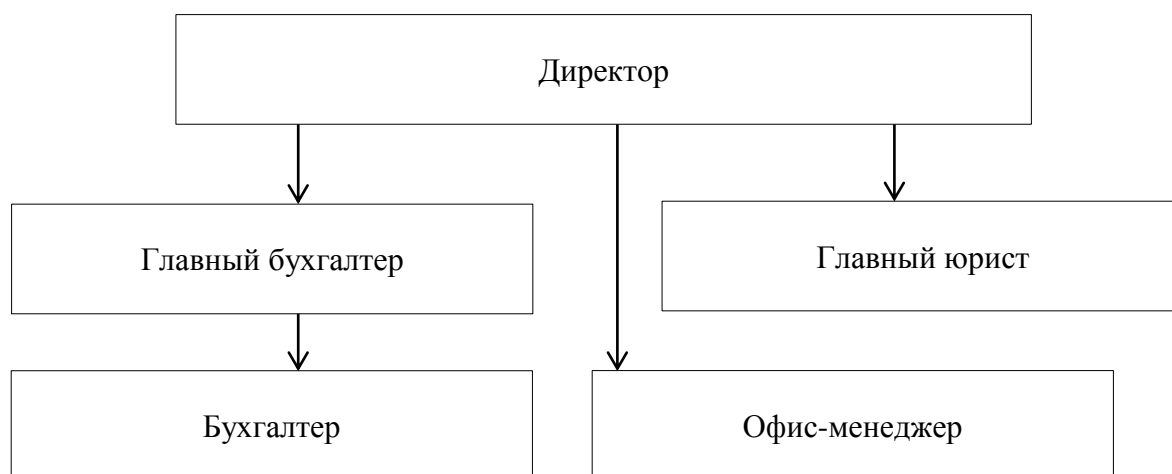 Директор
Главный бухгалтер
Главный юрист
Бухгалтер
Офис-менеджер